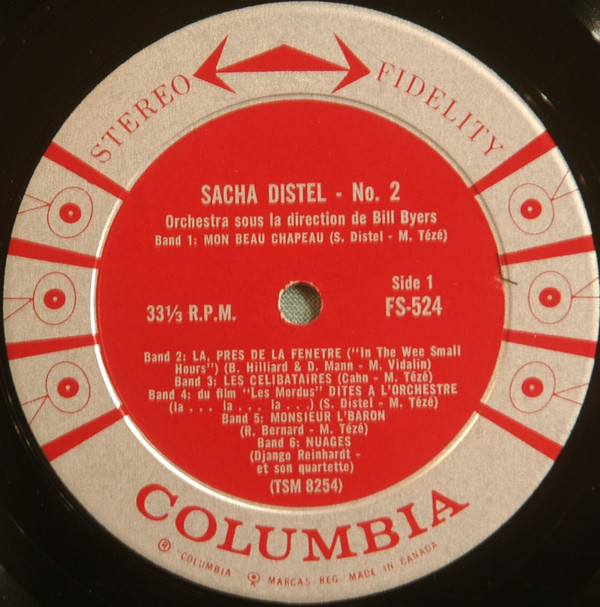 STEREO FIDELITY
SACHA DISTEL - No. 2
Orchestra sous la direction de Bill Byers
Band 1: MON BEAU CHAPEAU (S. Distel - M. Tézé)
Side 1
33⅓ R.P.M.
FS-524
Band 2: LA, PRES DE LA FENETRE ("In The Wee Small
Hours") (B. Hilliard & D. Mann - M. Vidalin)
Band 3: LES CELIBATAIRES (Cahn - M. Tézé)
Band 4: du film "Les Mordus" DITES A L'ORCHESTRE
(la . . . la . . . la . . .) (S. Distel - M. Tézé)
Band 5: MONSIEUR L'BARON
(R. Bernard - M. Tézé)
Band 6: NUAGES
(Django Reinhardt -
et son quartette)
(TSM 8254)
COLUMBIA
® "COLUMBIA MARCAS REG. MADE IN CANADA